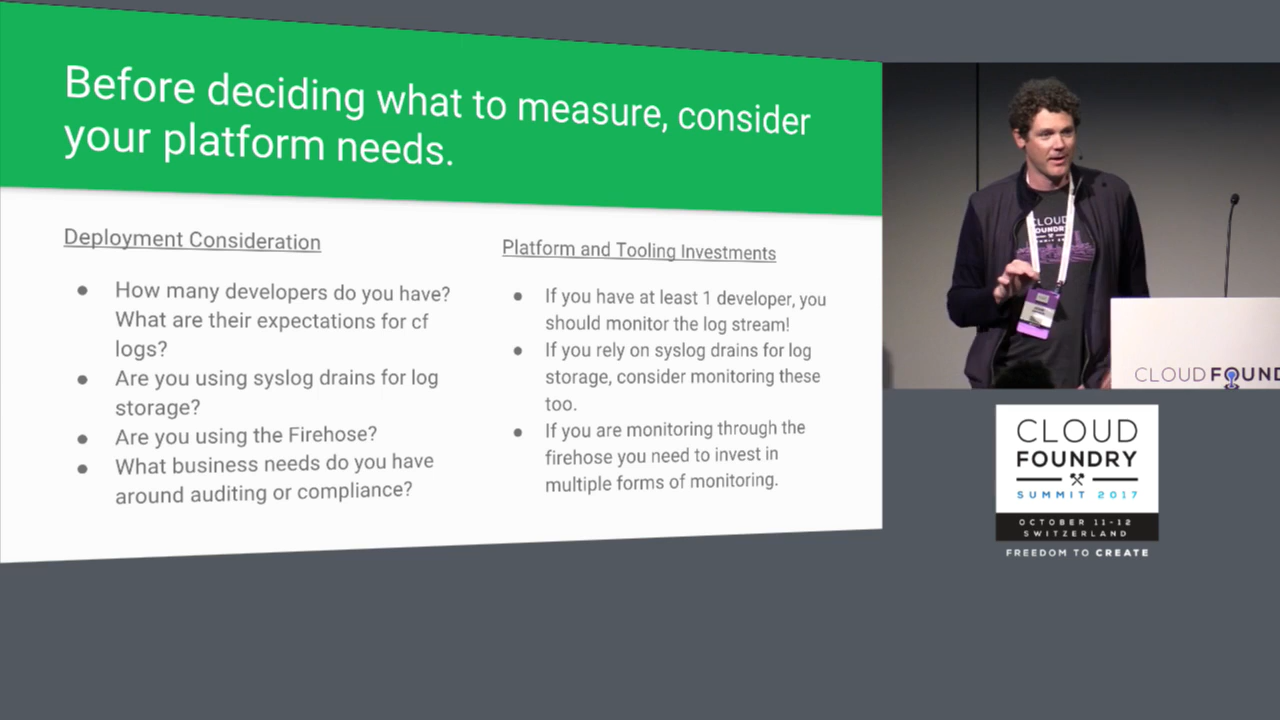 Before deciding what to measure, consider
your platform needs.
Deployment Consideration
● How many developers do you have?
What are their expectations for cf
logs?
● Are you using syslog drains for log
storage?
● Are you using the Firehose?
● What business needs do you have
around auditing or compliance?
Platform and Tooling Investments
● If you have at least 1 developer, you
should monitor the log stream!
● If you rely on syslog drains for log
storage, consider monitoring these
too.
● If you are monitoring through the
firehose you need to invest in
multiple forms of monitoring.
CLOUD
FOUNDRY
SUMMIT 2017
CLOUD FOUND
CLOUD
FOUNDRY
SUMMIT 2017
OCTOBER 11-12
SWITZERLAND
FREEDOM TO CREATE